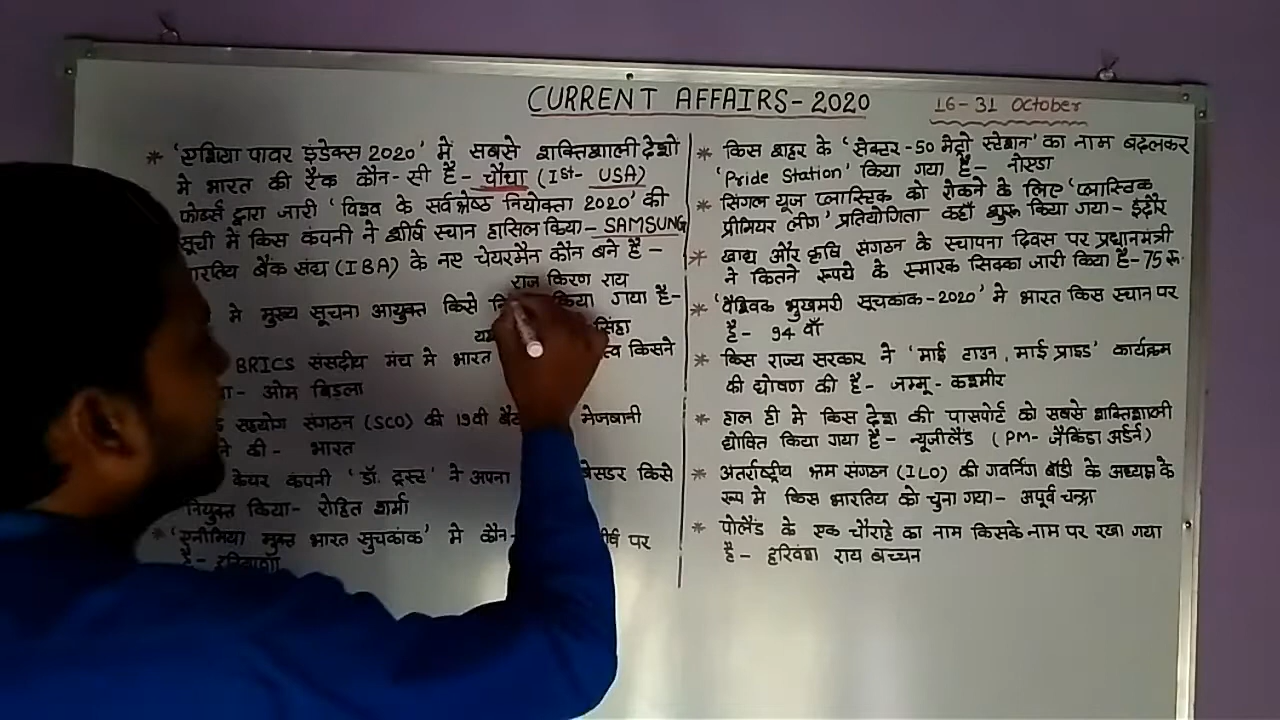 CURRENT AFFAIRS-2020
16-31 October
* 'एशिया पावर इंडेक्स 2020' मे सबसे शक्तिशाली देशो
मे भारत की रैंक कौन-सी है- चौथा (Ist- USA)
फोर्ब्स द्वारा जारी 'विश्व के सर्वश्रेष्ठ नियोक्ता 2020' की
सूची में किस कंपनी ने शीर्ष स्थान हासिल किया- SAMSUNG
बैंक संघ (IBA) के नए चेयरमैन कौन बने है-
राज किरण राय
मे मुख्य सूचना आयुक्त किसे किया गया है-
सिंहा
BRICS संसदीय मंच मे भारत किसने
- ओम बिडला
सहयोग संगठन (SCO) की 19वी मेजबानी
की- भारत
केयर कंपनी 'डॉ. ट्रस्ट' ने अपना किसे
नियुक्त किया- रोहित शर्मा
* 'एनीमिया मुक्त भारत सुचकांक' मे कौन- पर
है- हरियाणा
* किस शहर के 'सेक्टर-50 मेट्रो स्टेशन' का नाम बदलकर
'Pride Station' किया गया है- नोएडा
* सिंगल यूज प्लास्टिक को रोकने के लिए 'प्लास्टिक
प्रीमियर लीग' प्रतियोगिता कहाँ शुरू किया गया- इंदौर
* खाद्य और कृषि संगठन के स्थापना दिवस पर प्रधानमंत्री
ने कितने रूपये के स्मारक सिक्का जारी किया है- 75 रू.
* 'वैश्विक भुखमरी सूचकांक-2020' मे भारत किस स्थान पर
है- 94 वाँ
* किस राज्य सरकार ने 'माई टाउन, माई प्राइड' कार्यक्रम
की घोषण की है- जम्मू-कश्मीर
* हाल ही मे किस देश की पासपोर्ट को सबसे शक्तिशाली
घोषित किया गया है- न्यूजीलैंड (PM- जैकिंडा अर्डर्न)
* अंतर्राष्ट्रीय श्रम संगठन (ILO) की गवर्निंग बॉडी के अध्यक्ष के
रूप मे किस भारतिय को चुना गया- अपूर्व चन्द्रा
* पोलैंड के एक चौराहे का नाम किसके नाम पर रखा गया
है- हरिवंश राय बच्चन